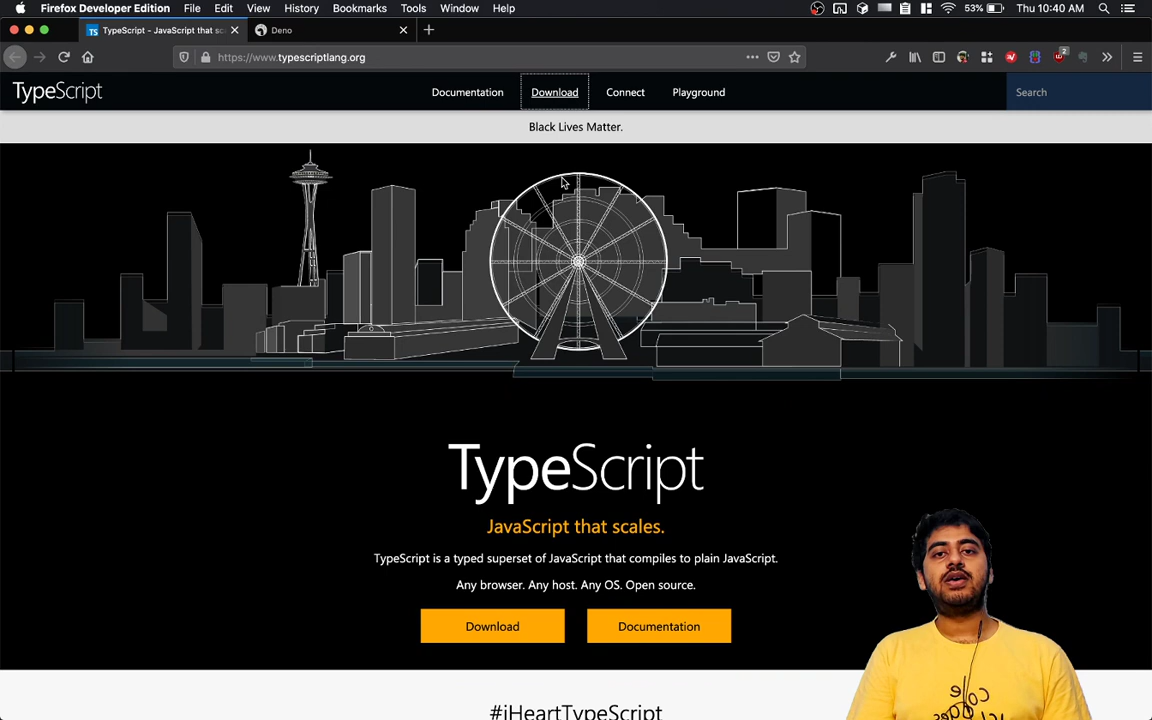 Firefox Developer Edition File Edit View History Bookmarks Tools Window Help 53% Thu 10:40 AM
TS TypeScript - JavaScript that sc Deno
https://www.typescriptlang.org 2
TypeScript Documentation Download Connect Playground Search
Black Lives Matter.
TypeScript
JavaScript that scales.
TypeScript is a typed superset of JavaScript that compiles to plain JavaScript.
Any browser. Any host. Any OS. Open source.
Download Documentation
#iHeartTypeScript